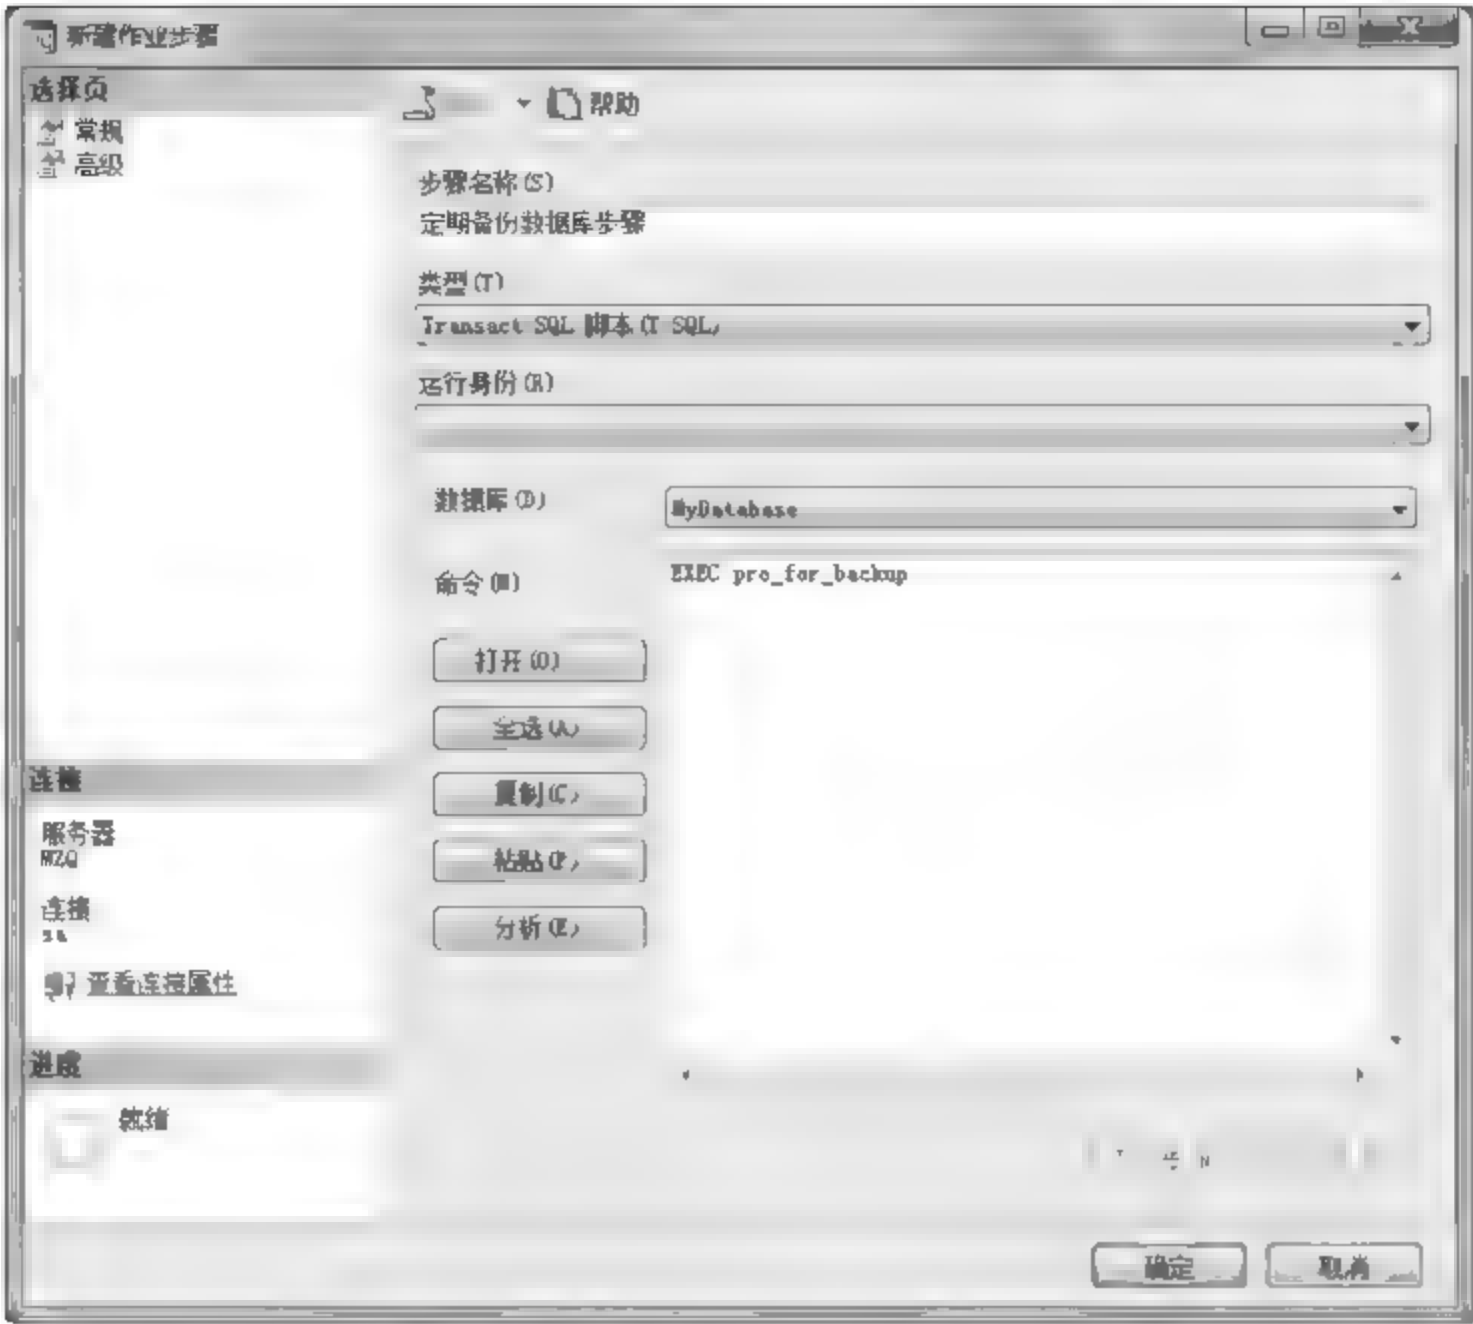 新建作业步骤
选择页
常规
高级
帮助
步骤名称(S)
定期备份数据库步骤
类型(T)
Transact SQL 脚本(T SQL)
运行身份(R)
数据库(D)
MyDatabase
命令(M)
EXEC pro_for_backup
打开(O)
全选(A)
复制(C)
粘贴(P)
分析(E)
连接
服务器
WZQ
连接
sa
查看连接属性
进度
就绪
确定
取消